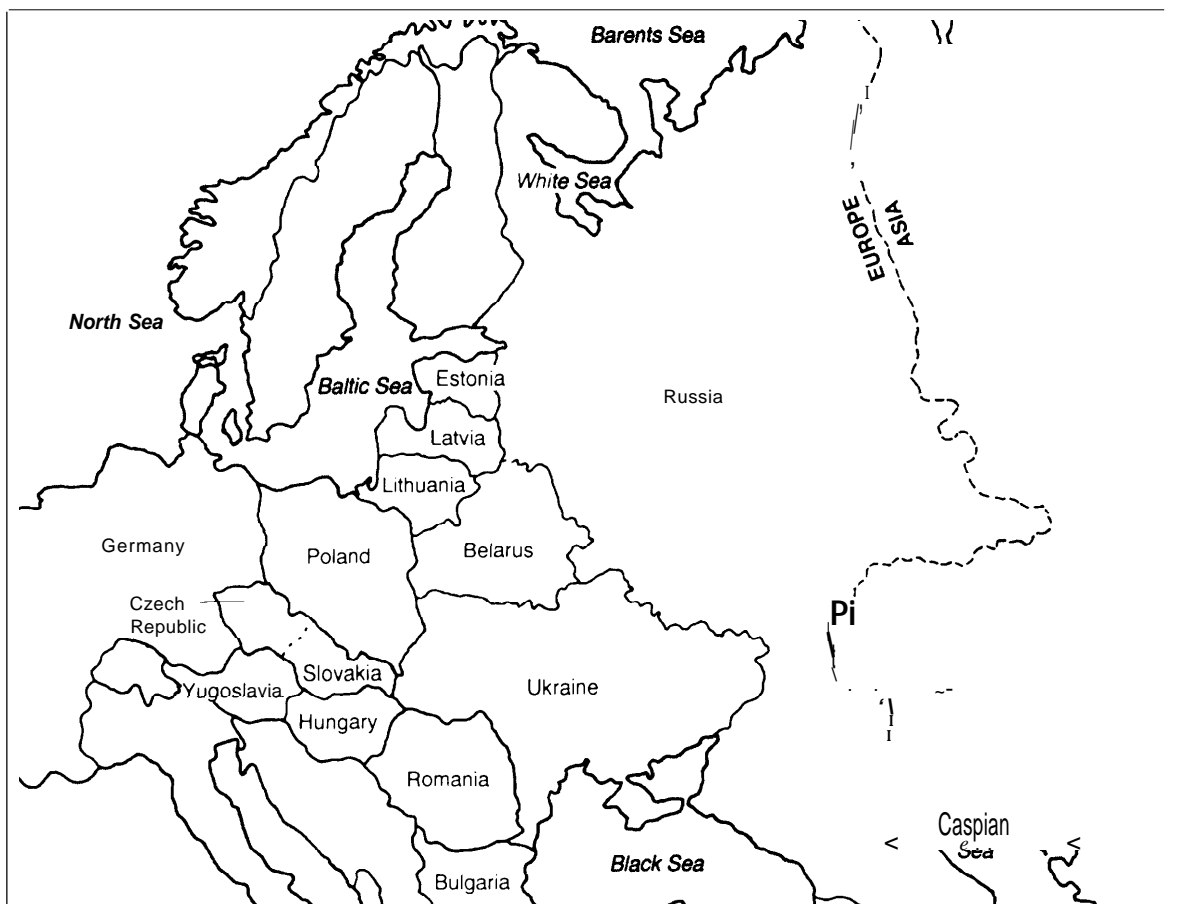 Barents Sea
White Sea
EUROPE
ASIA
North Sea
Baltic Sea
Estonia
Russia
Latvia
Lithuania
Germany
Poland
Belarus
Czech
Republic
Pi
Slovakia
Yugoslavia
Ukraine
Hungary
Romania
Caspian
Sea
Black Sea
Bulgaria